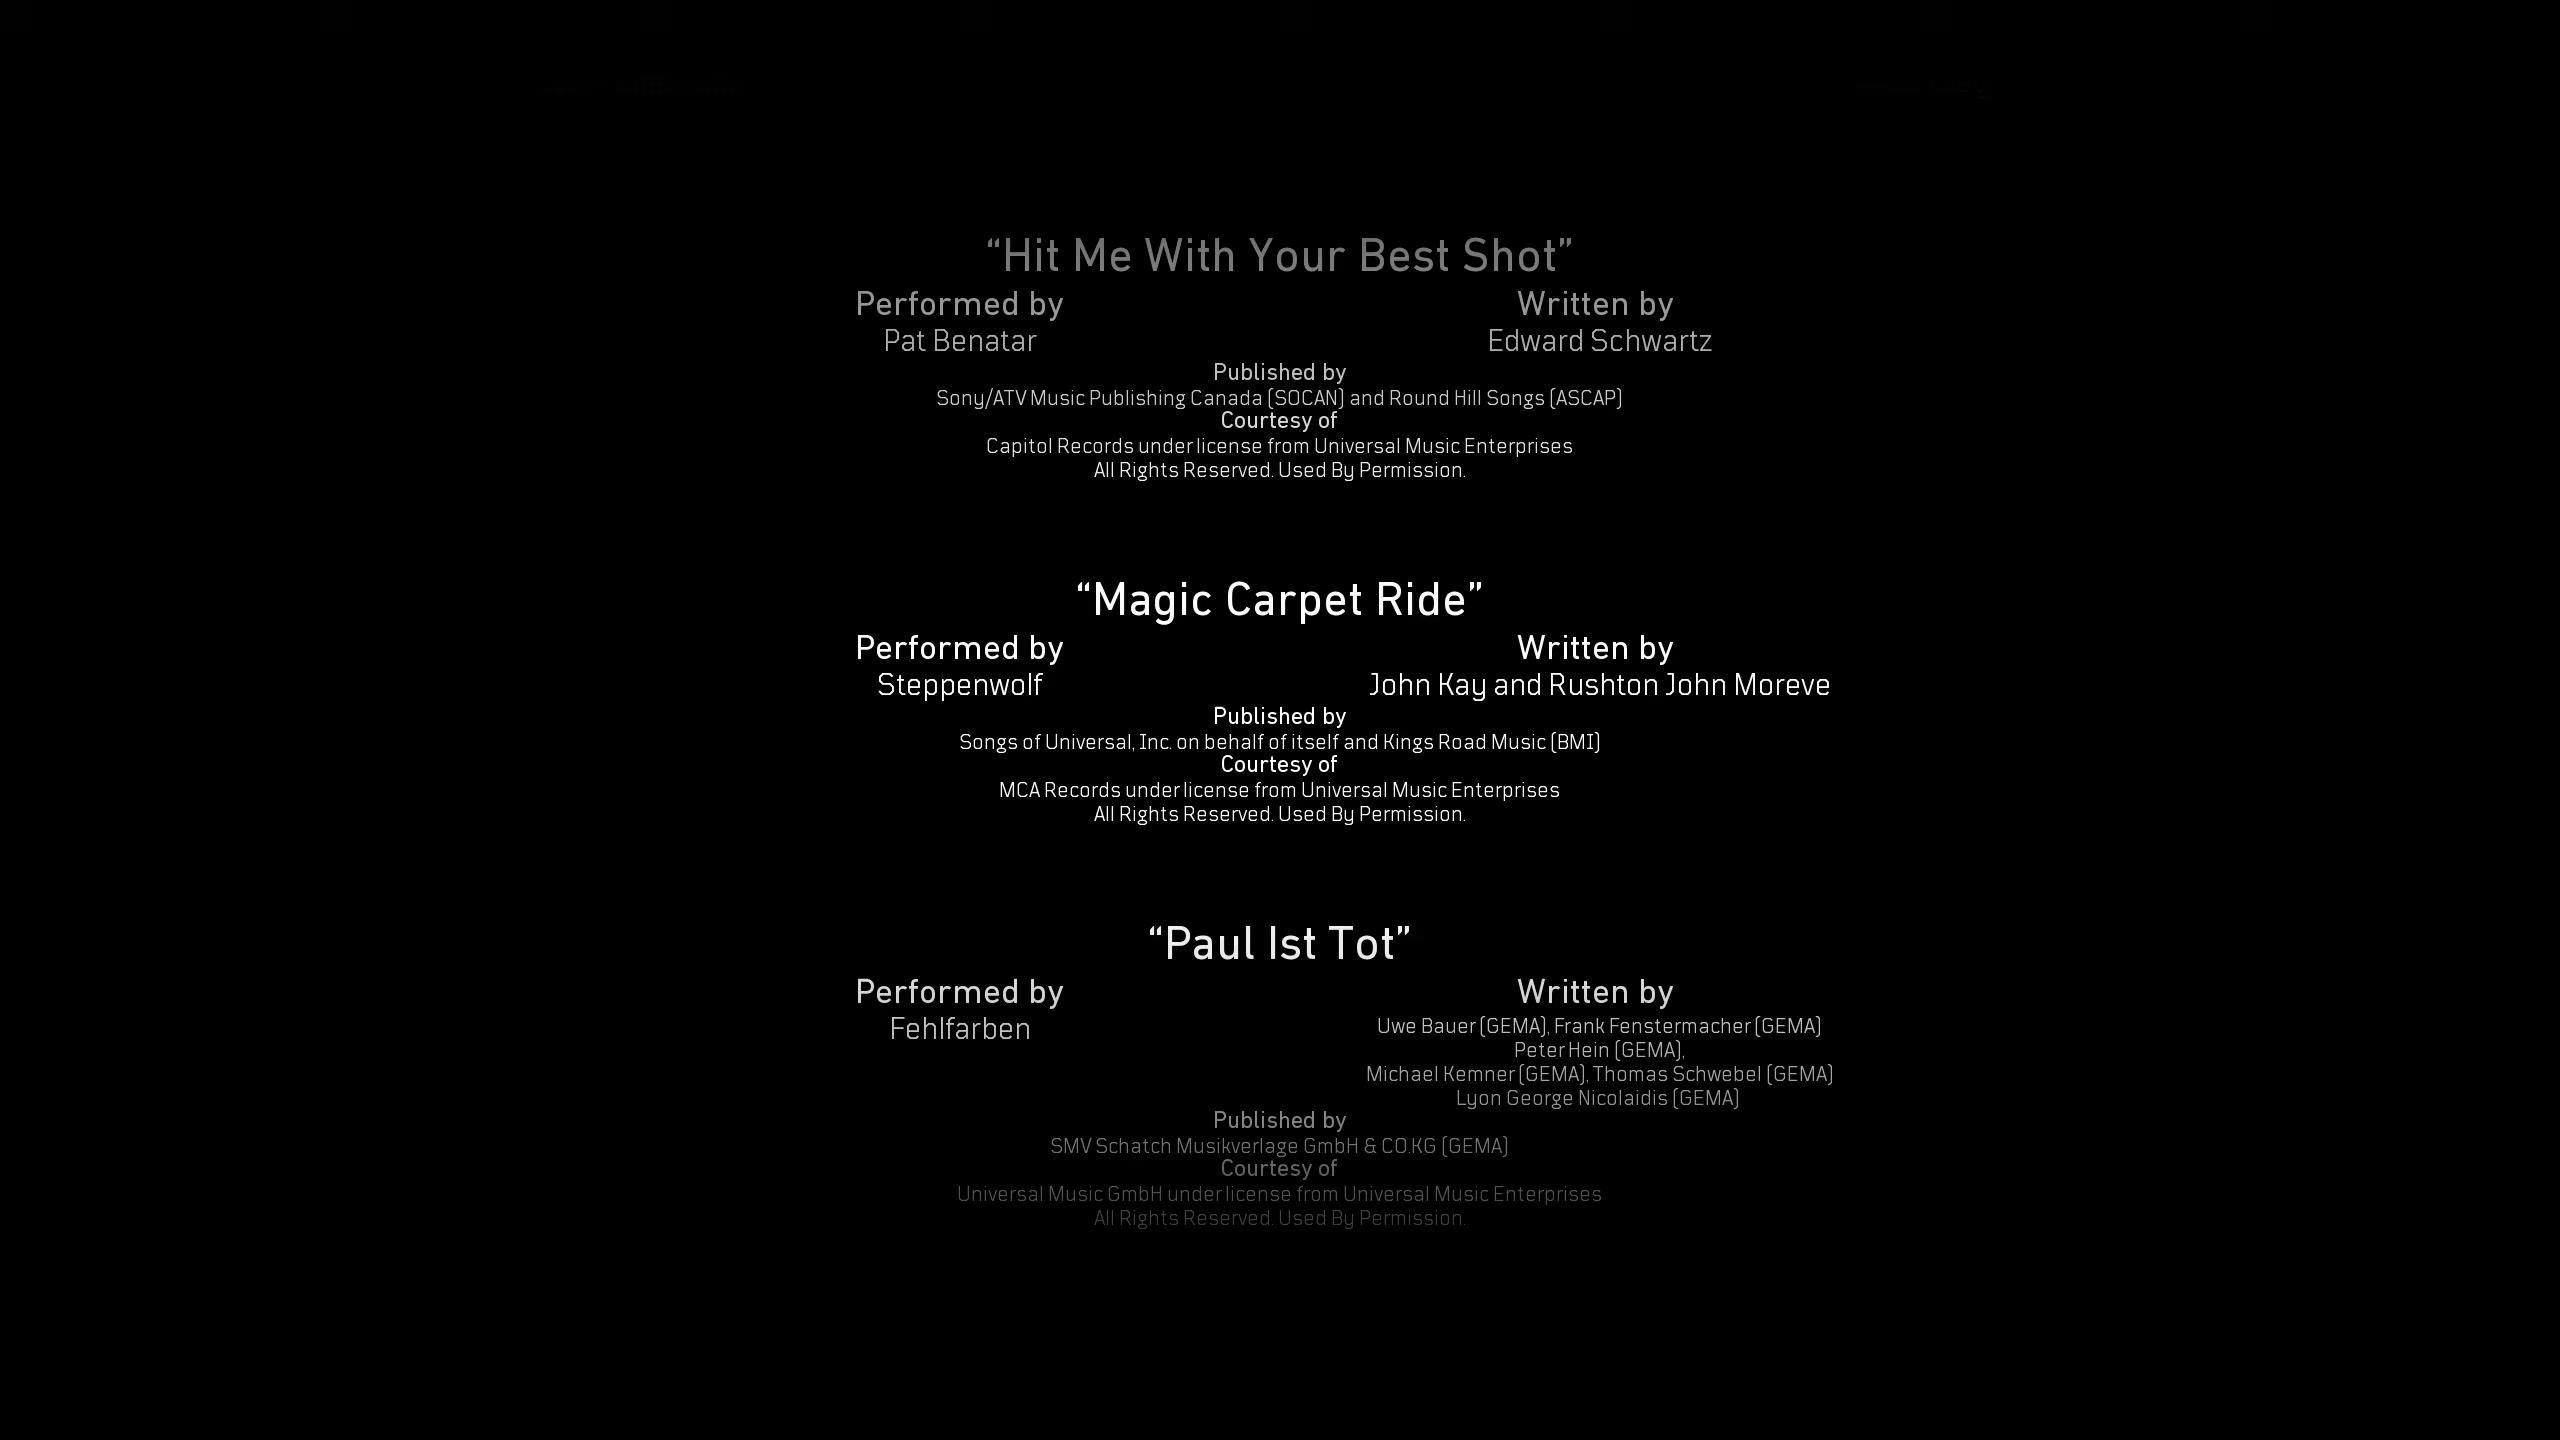 “Hit Me With Your Best Shot”
Performed by
Written by
Pat Benatar
Edward Schwartz
Published by
Sony/ATV Music Publishing Canada (SOCAN) and Round Hill Songs (ASCAP)
Courtesy of
Capitol Records under license from Universal Music Enterprises
All Rights Reserved. Used By Permission.
“Magic Carpet Ride”
Performed by
Written by
Steppenwolf
John Kay and Rushton John Moreve
Published by
Songs of Universal, Inc. on behalf of itself and Kings Road Music (BMI)
Courtesy of
MCA Records under license from Universal Music Enterprises
All Rights Reserved. Used By Permission.
“Paul Ist Tot”
Performed by
Written by
Fehlfarben
Uwe Bauer (GEMA), Frank Fenstermacher (GEMA)
Peter Hein (GEMA),
Michael Kemner (GEMA), Thomas Schwebel (GEMA)
Lyon George Nicolaidis (GEMA)
Published by
SMV Schatch Musikverlage GmbH & CO.KG (GEMA)
Courtesy of
Universal Music GmbH under license from Universal Music Enterprises
All Rights Reserved. Used By Permission.